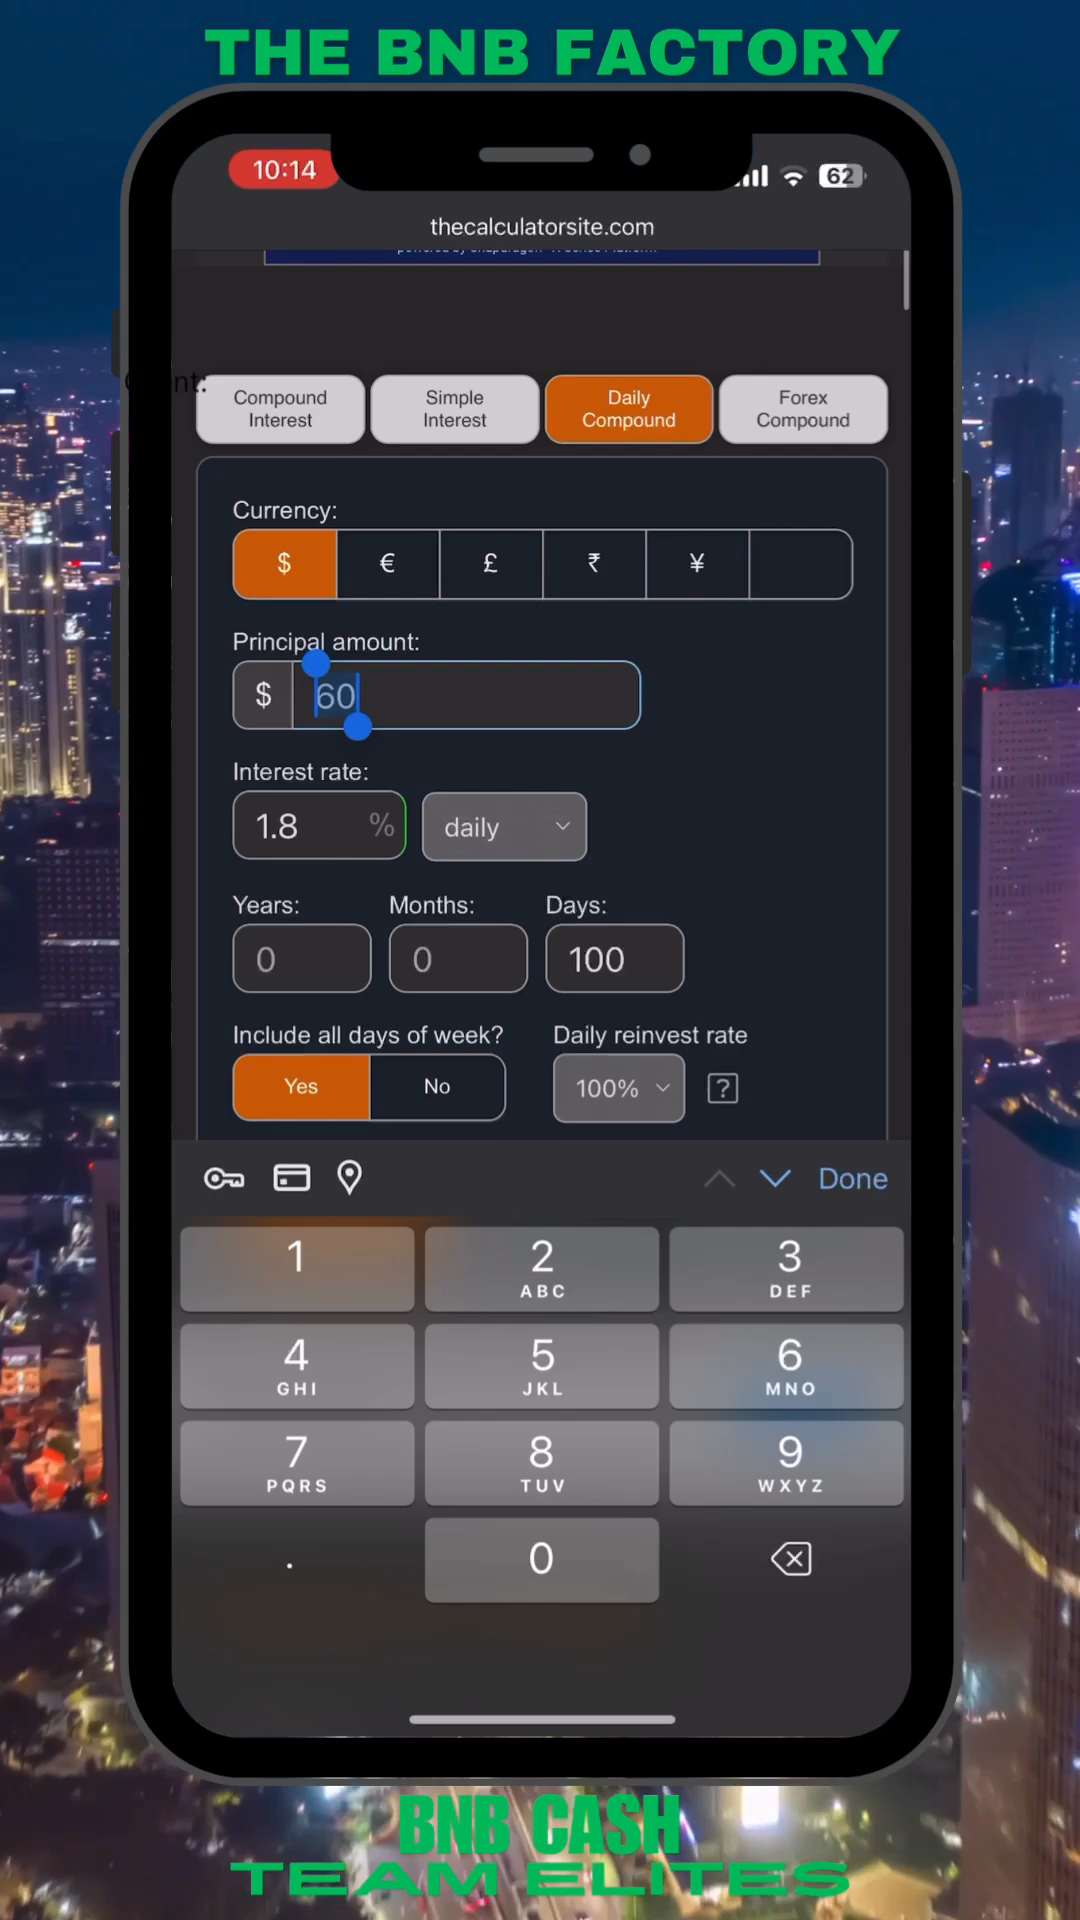 THE BNB FACTORY
10:14
62
thecalculatorsite.com
Compound Interest
Simple Interest
Daily Compound
Forex Compound
Currency:
$ € £ ₹ ¥
Principal amount:
$ 60
Interest rate:
1.8 % daily
Years: Months: Days:
0 0 100
Include all days of week? Daily reinvest rate
Yes No 100% ?
Done
1 2 ABC 3 DEF
4 GHI 5 JKL 6 MNO
7 PQRS 8 TUV 9 WXYZ
. 0
BNB CASH
TEAM ELITES